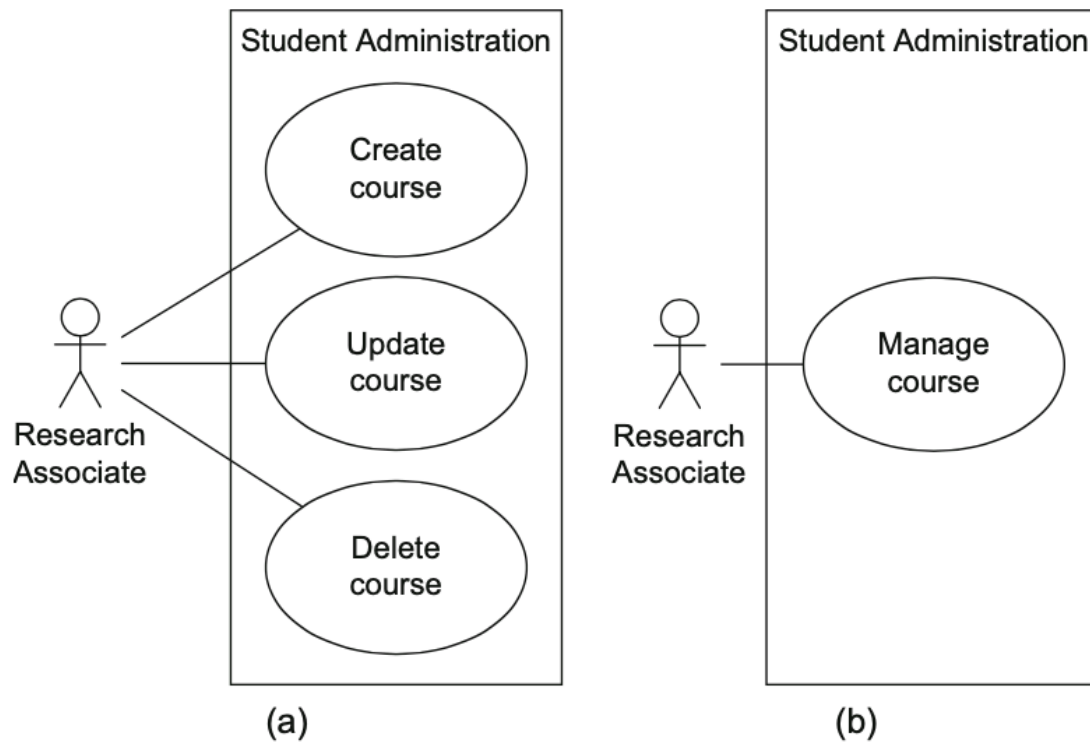 Student Administration
Create
course
Update
course
Delete
course
Research
Associate
(a)
Student Administration
Manage
course
Research
Associate
(b)